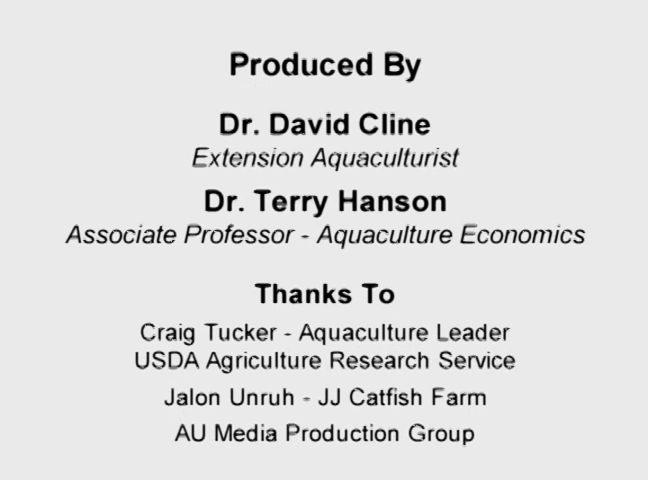 Produced By
Dr. David Cline
Extension Aquaculturist
Dr. Terry Hanson
Associate Professor - Aquaculture Economics
Thanks To
Craig Tucker - Aquaculture Leader
USDA Agriculture Research Service
Jalon Unruh - JJ Catfish Farm
AU Media Production Group